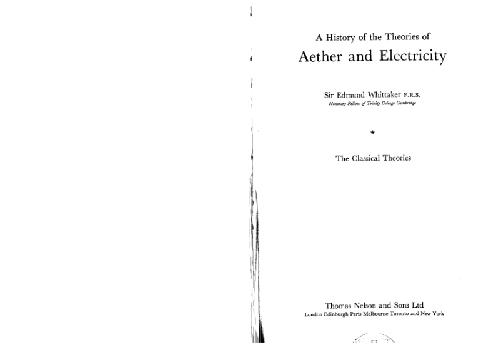 A History of the Theories of
Aether and Electricity
Sir Edmund Whittaker F.R.S.
Honorary Fellow of Trinity College Cambridge
*
The Classical Theories
Thomas Nelson and Sons Ltd
London Edinburgh Paris Melbourne Toronto and New York